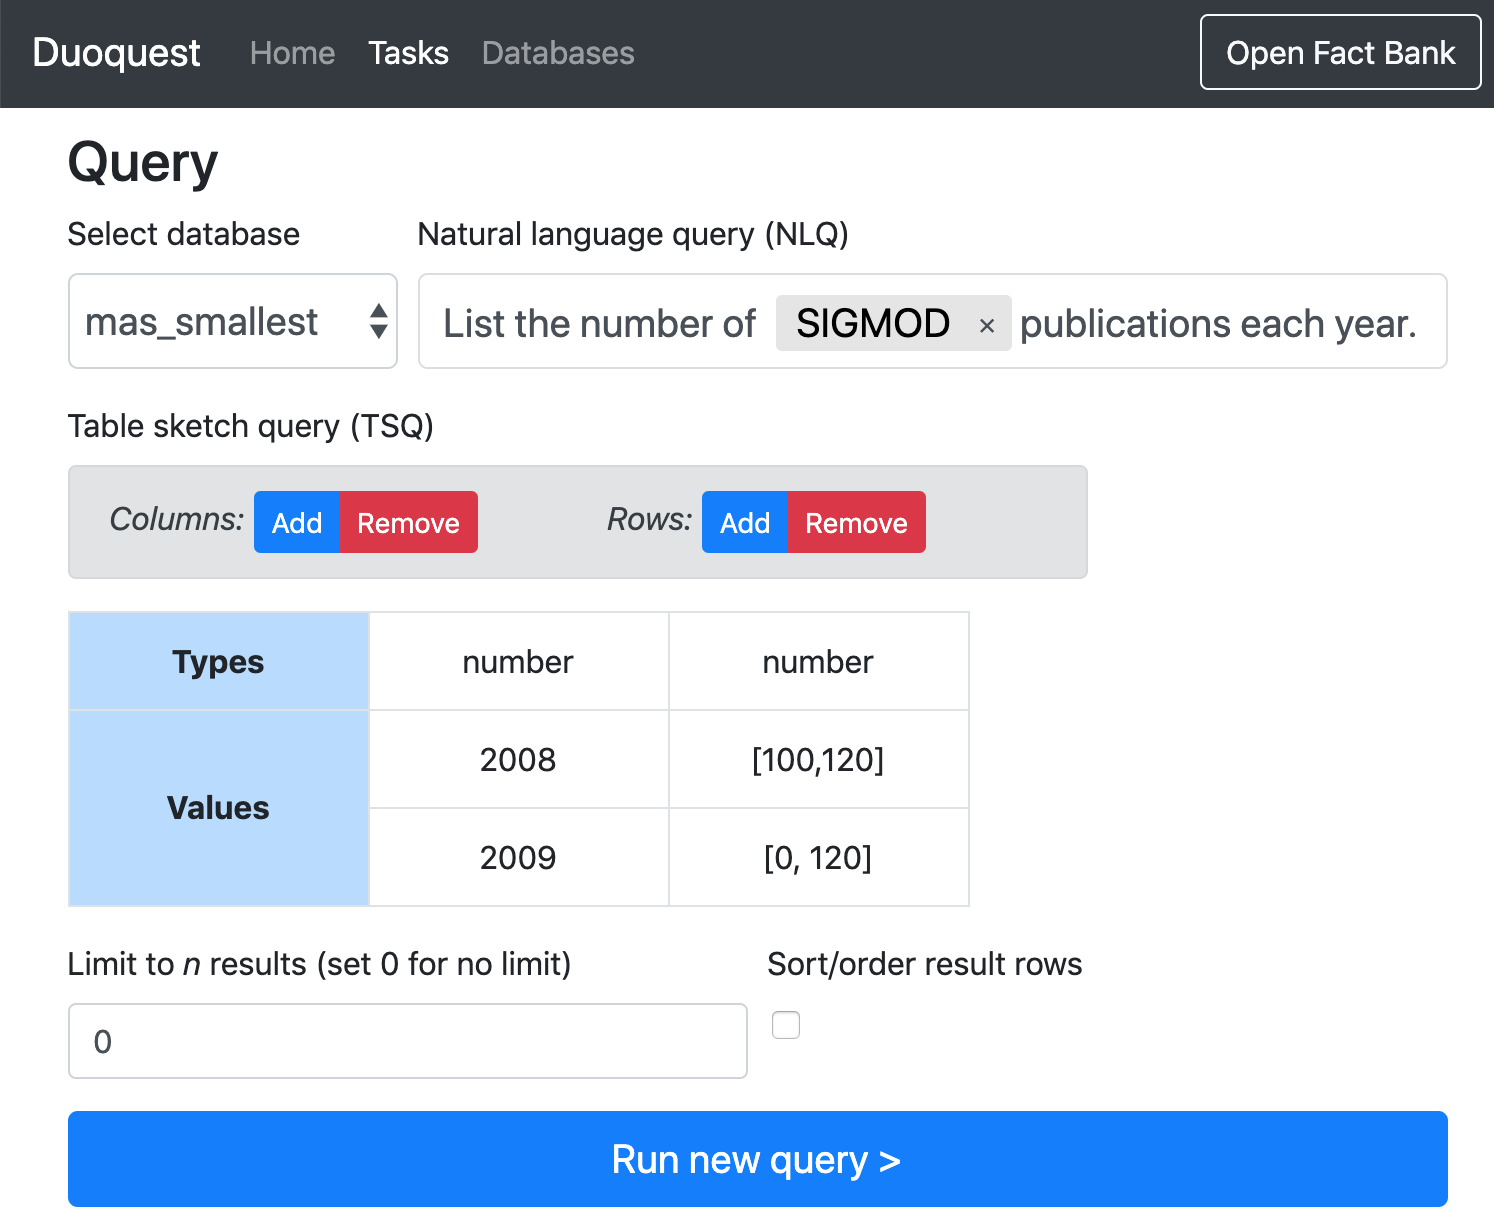 Duoquest Home Tasks Databases Open Fact Bank
Query
Select database Natural language query (NLQ)
mas_smallest List the number of SIGMOD × publications each year.
Table sketch query (TSQ)
Columns: Add Remove Rows: Add Remove
Types number number
Values
2008 [100,120]
2009 [0, 120]
Limit to n results (set 0 for no limit) Sort/order result rows
0
Run new query >